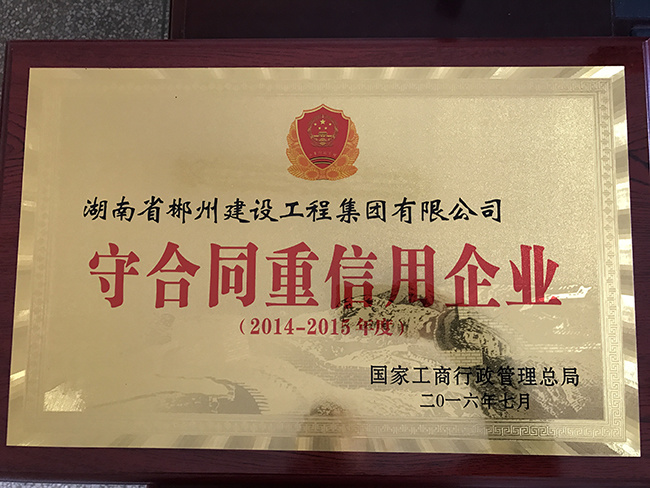 湖南省郴州建设工程集团有限公司
守合同重信用企业
（2014-2015年度）
国家工商行政管理总局
二0一六年七月